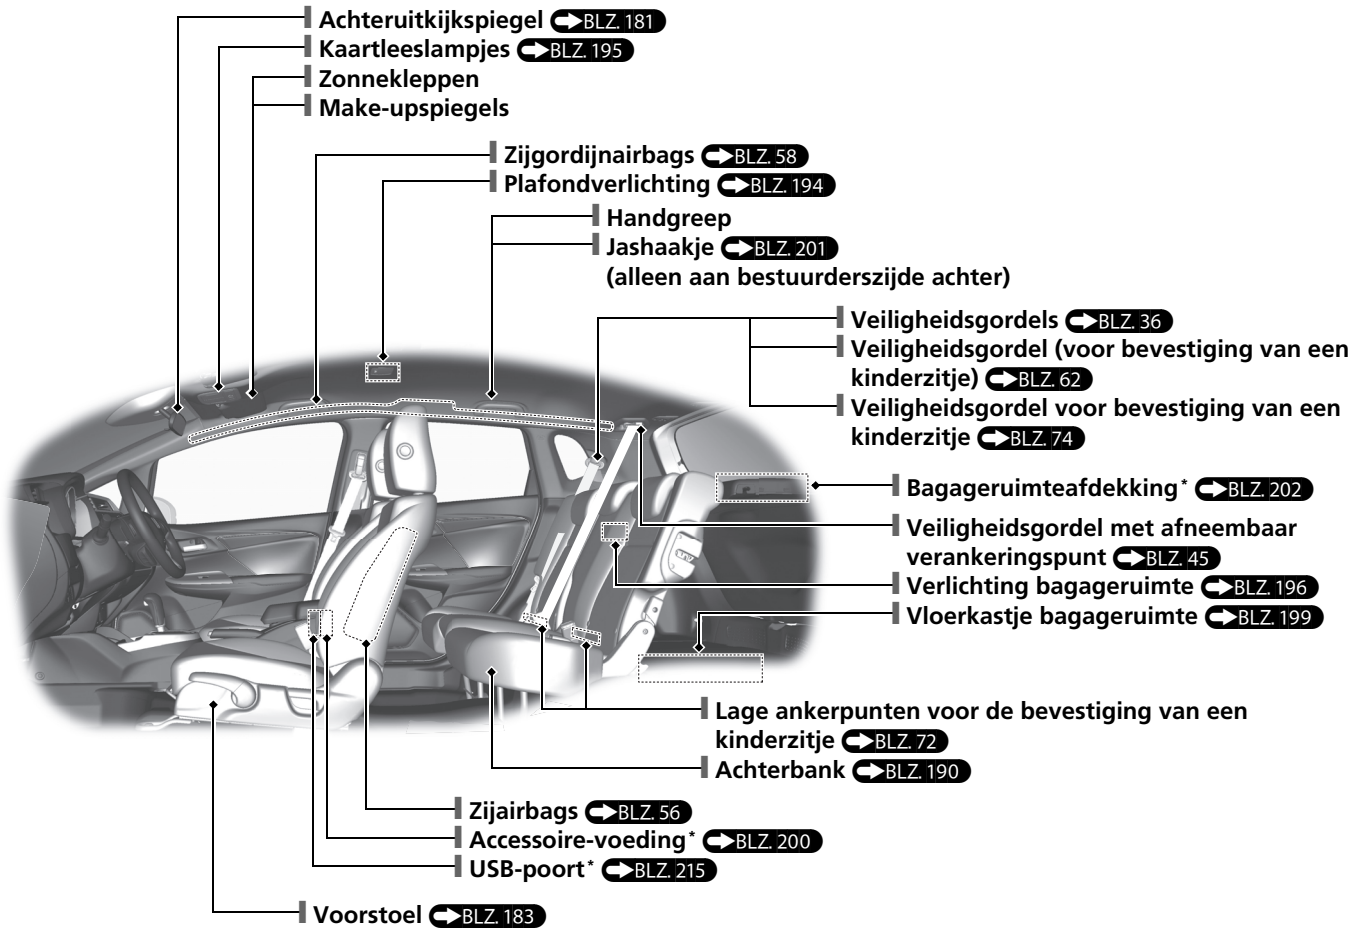 Achteruitkijkspiegel BLZ. 181
Kaartleeslampjes BLZ. 195
Zonnekleppen
Make-upspiegels
Zijgordijnairbags BLZ. 58
Plafondverlichting BLZ. 194
Handgreep
Jashaakje BLZ. 201
(alleen aan bestuurderszijde achter)
Veiligheidsgordels BLZ. 36
Veiligheidsgordel (voor bevestiging van een
kinderzitje) BLZ. 62
Veiligheidsgordel voor bevestiging van een
kinderzitje BLZ. 74
Bagageruimteafdekking* BLZ. 202
Veiligheidsgordel met afneembaar
verankeringspunt BLZ. 45
Verlichting bagageruimte BLZ. 196
Vloerkastje bagageruimte BLZ. 199
Lage ankerpunten voor de bevestiging van een
kinderzitje BLZ. 72
Achterbank BLZ. 190
Zijairbags BLZ. 56
Accessoire-voeding* BLZ. 200
USB-poort* BLZ. 215
Voorstoel BLZ. 183